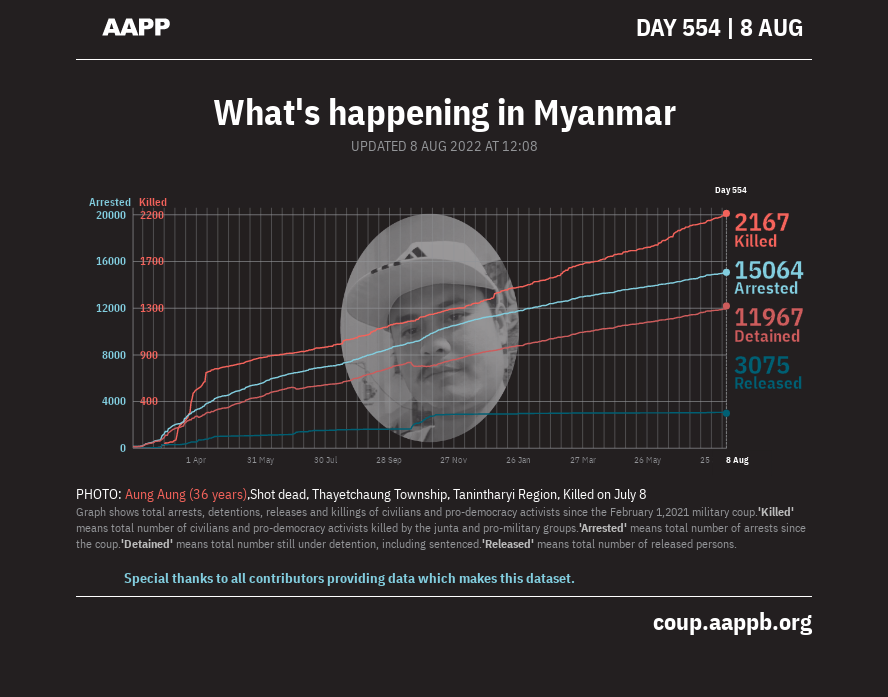 AAPP
DAY 554 | 8 AUG
What's happening in Myanmar
UPDATED 8 AUG 2022 AT 12:08
Day 554
Arrested Killed
20000 2200
16000 1700
12000 1300
8000 900
4000 400
0
2167
Killed
15064
Arrested
11967
Detained
3075
Released
1 Apr 31 May 30 Jul 28 Sep 27 Nov 26 Jan 27 Mar 26 May 25 8 Aug
PHOTO: Aung Aung (36 years),Shot dead, Thayetchaung Township, Tanintharyi Region, Killed on July 8
Graph shows total arrests, detentions, releases and killings of civilians and pro-democracy activists since the February 1,2021 military coup.'Killed'
means total number of civilians and pro-democracy activists killed by the junta and pro-military groups.'Arrested' means total number of arrests since
the coup.'Detained' means total number still under detention, including sentenced.'Released' means total number of released persons.
Special thanks to all contributors providing data which makes this dataset.
coup.aappb.org